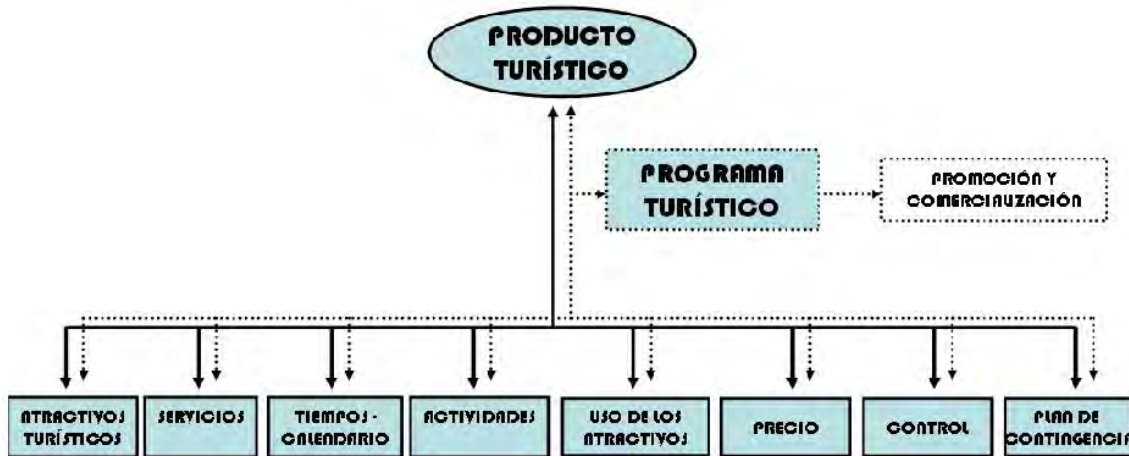 PRODUCTO
TURÍSTICO
PROGRAMA
TURÍSTICO
PROMOCIÓN Y
COMERCIALIZACIÓN
ATRACTIVOS
TURÍSTICOS
SERVICIOS
TIEMPOS -
CALENDARIO
ACTIVIDADES
USO DE LOS
ATRACTIVOS
PRECIO
CONTROL
PLAN DE
CONTINGENCIA